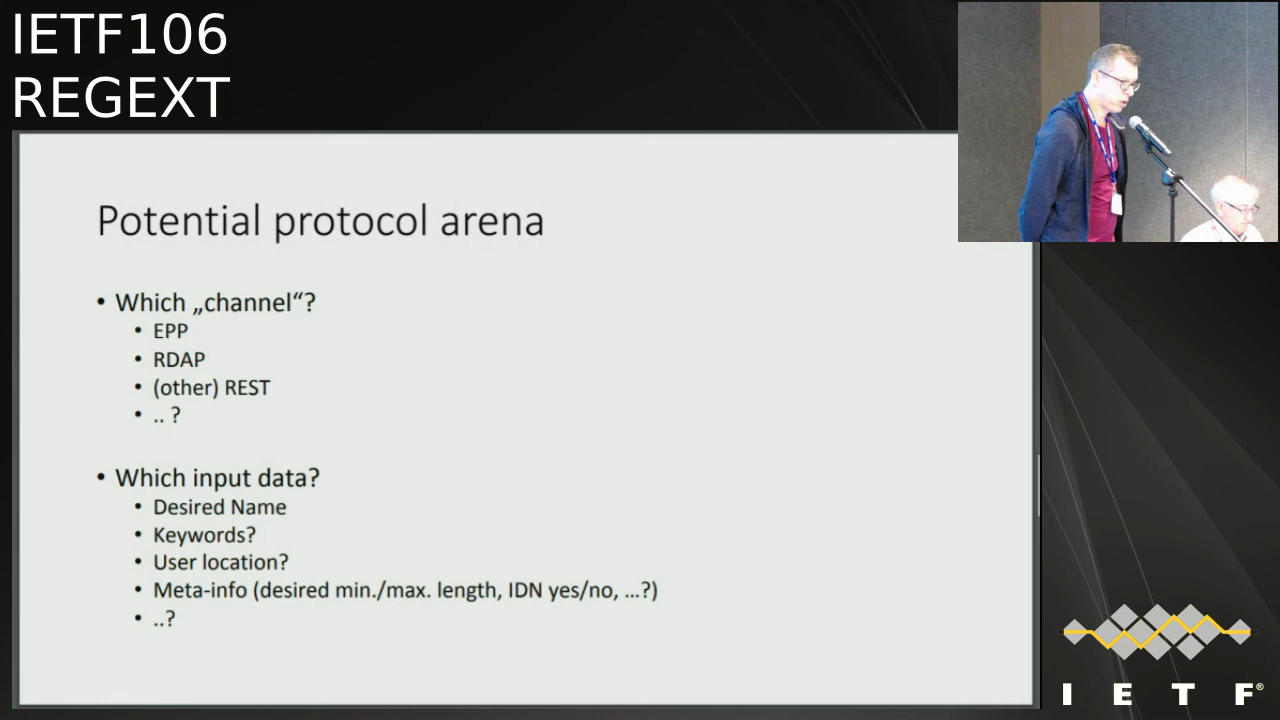 IETF106
REGEXT
Potential protocol arena
• Which „channel“?
• EPP
• RDAP
• (other) REST
• .. ?
• Which input data?
• Desired Name
• Keywords?
• User location?
• Meta-info (desired min./max. length, IDN yes/no, ...?)
• ..?
I E T F®